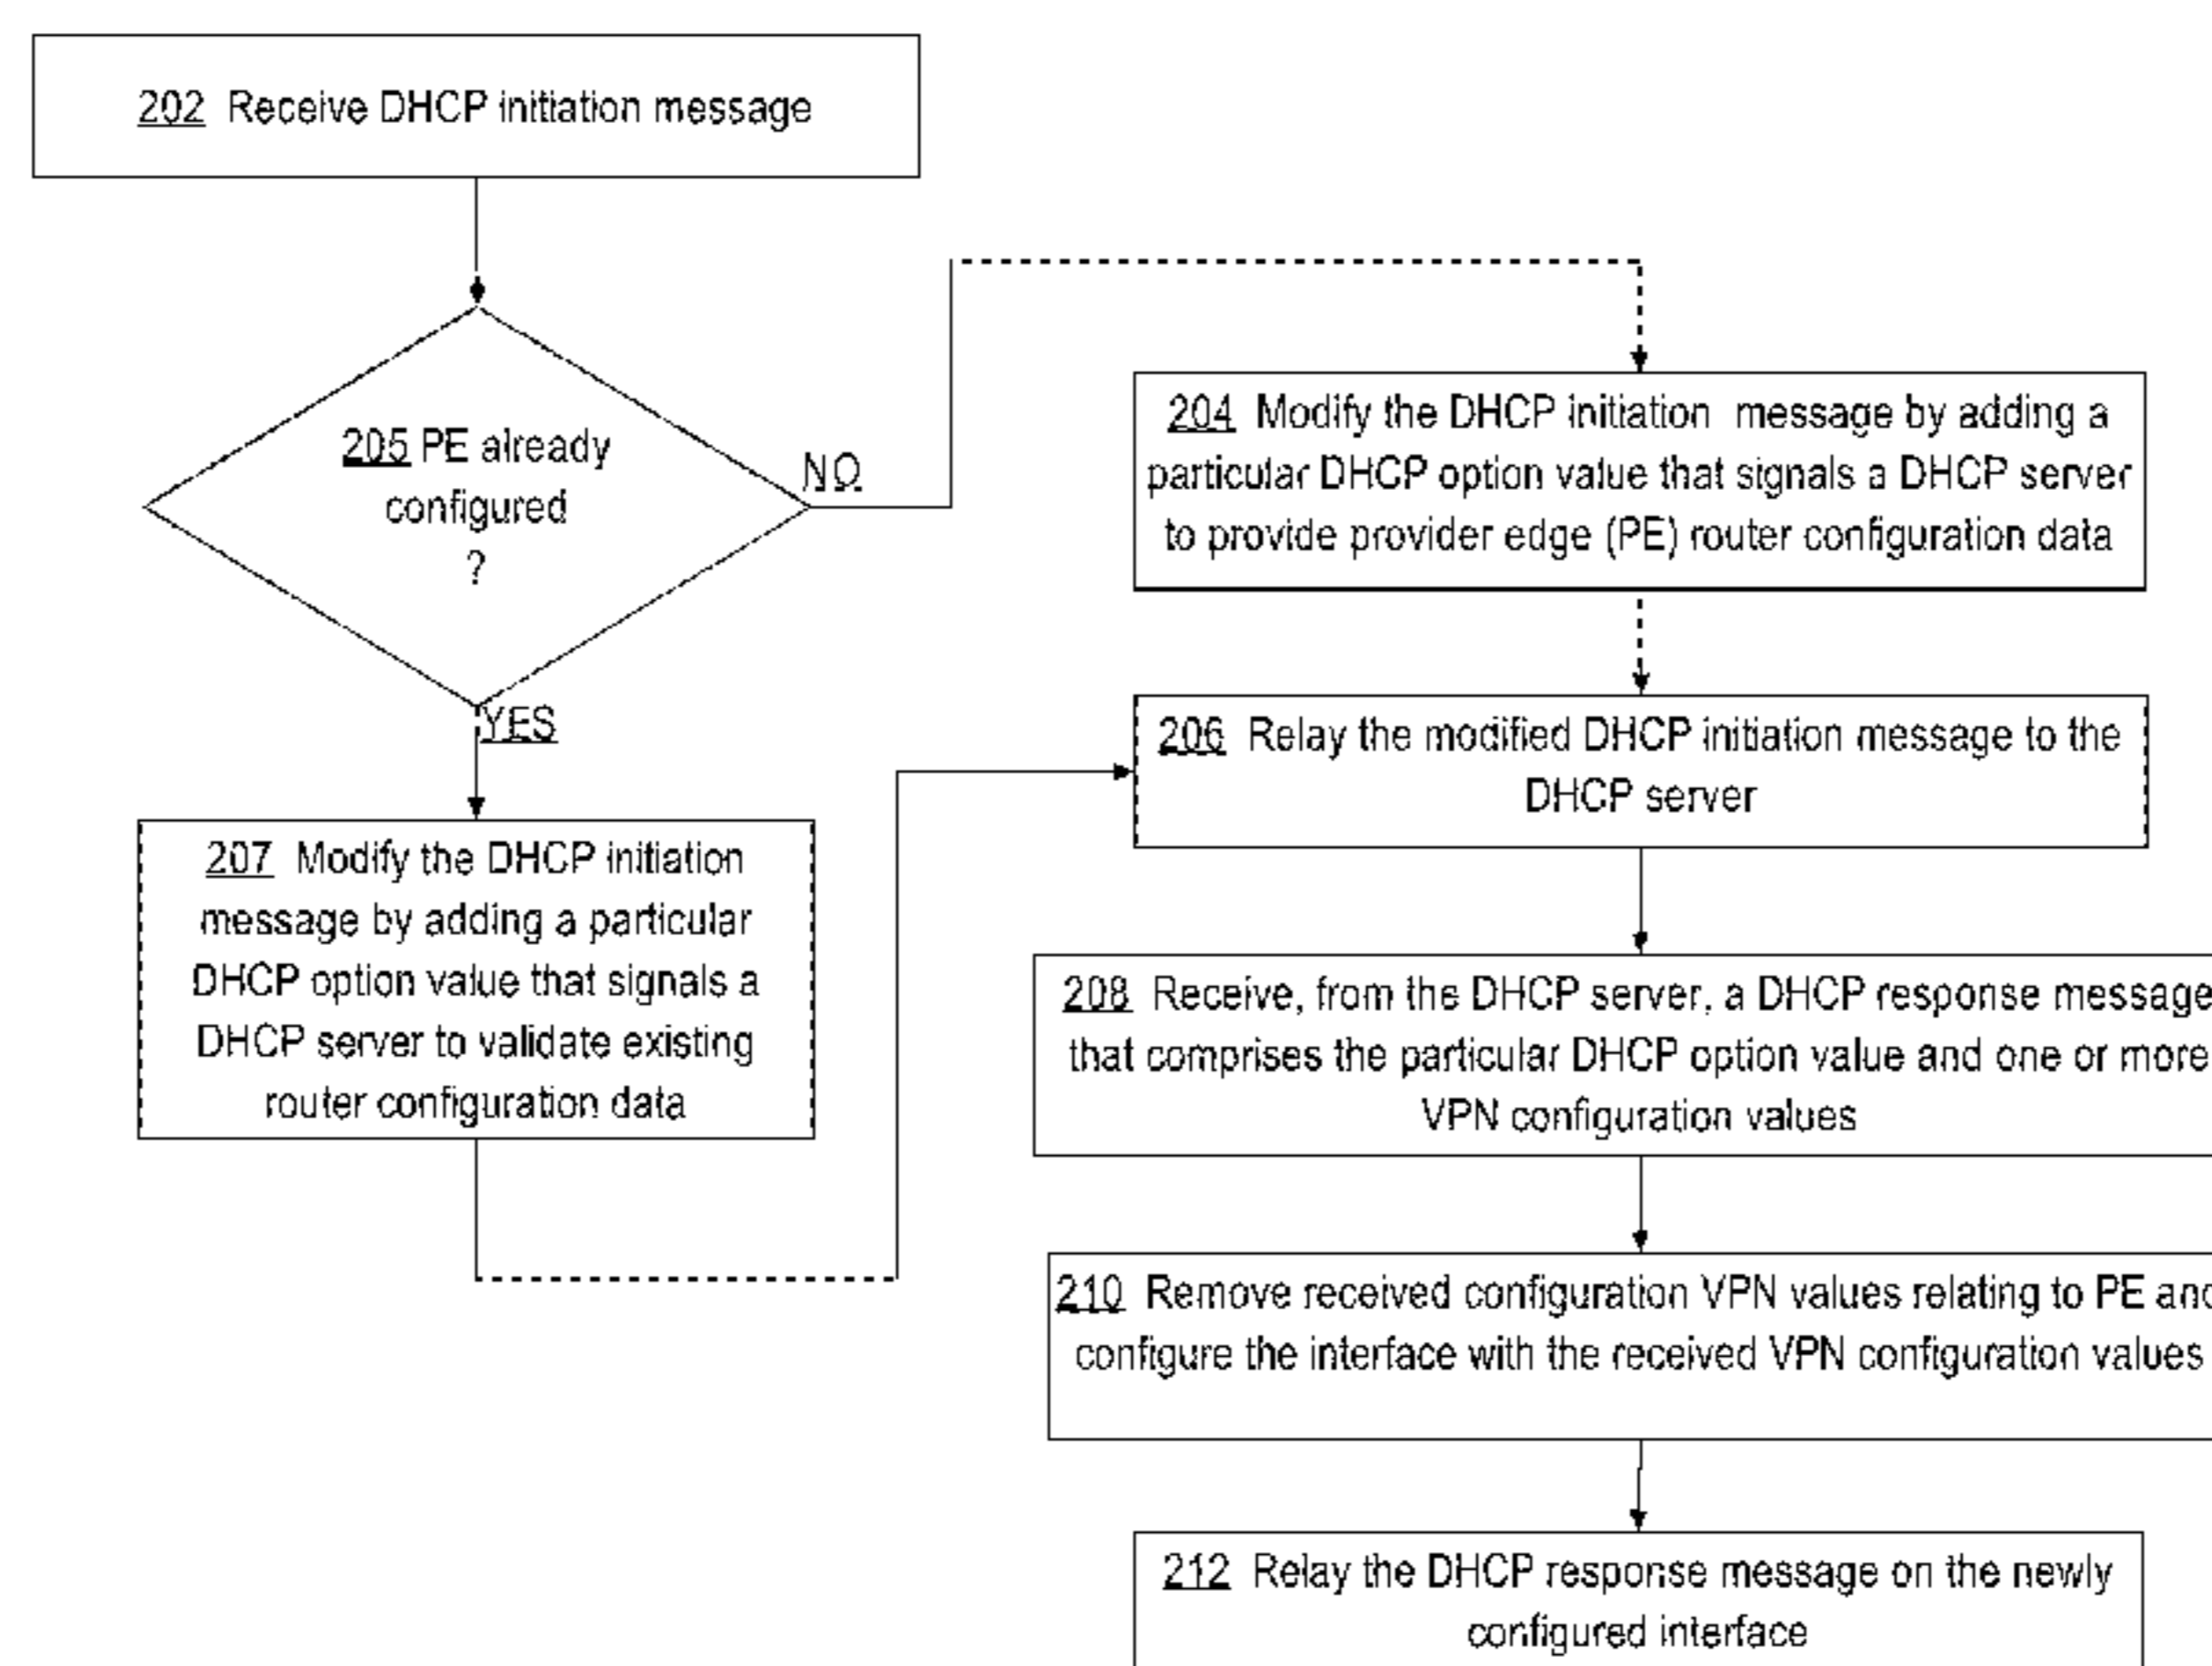 202 Receive DHCP initiation message
205 PE already
configured
?
NO
YES
204 Modify the DHCP initiation message by adding a
particular DHCP option value that signals a DHCP server
to provide provider edge (PE) router configuration data
207 Modify the DHCP initiation
message by adding a particular
DHCP option value that signals a
DHCP server to validate existing
router configuration data
206 Relay the modified DHCP initiation message to the
DHCP server
208 Receive, from the DHCP server, a DHCP response message
that comprises the particular DHCP option value and one or more
VPN configuration values
210 Remove received configuration VPN values relating to PE and
configure the interface with the received VPN configuration values
212 Relay the DHCP response message on the newly
configured interface